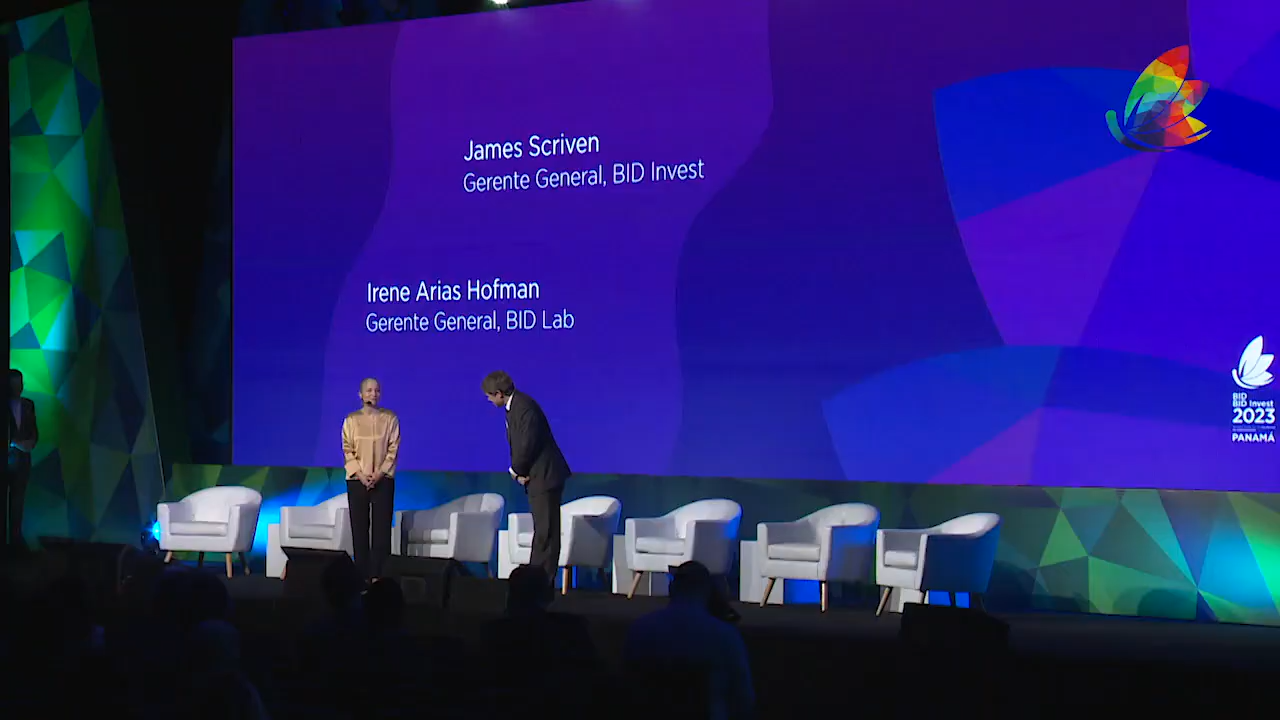 James Scriven
Gerente General, BID Invest
Irene Arias Hofman
Gerente General, BID Lab
BID
BID Invest
2023
PANAMÁ